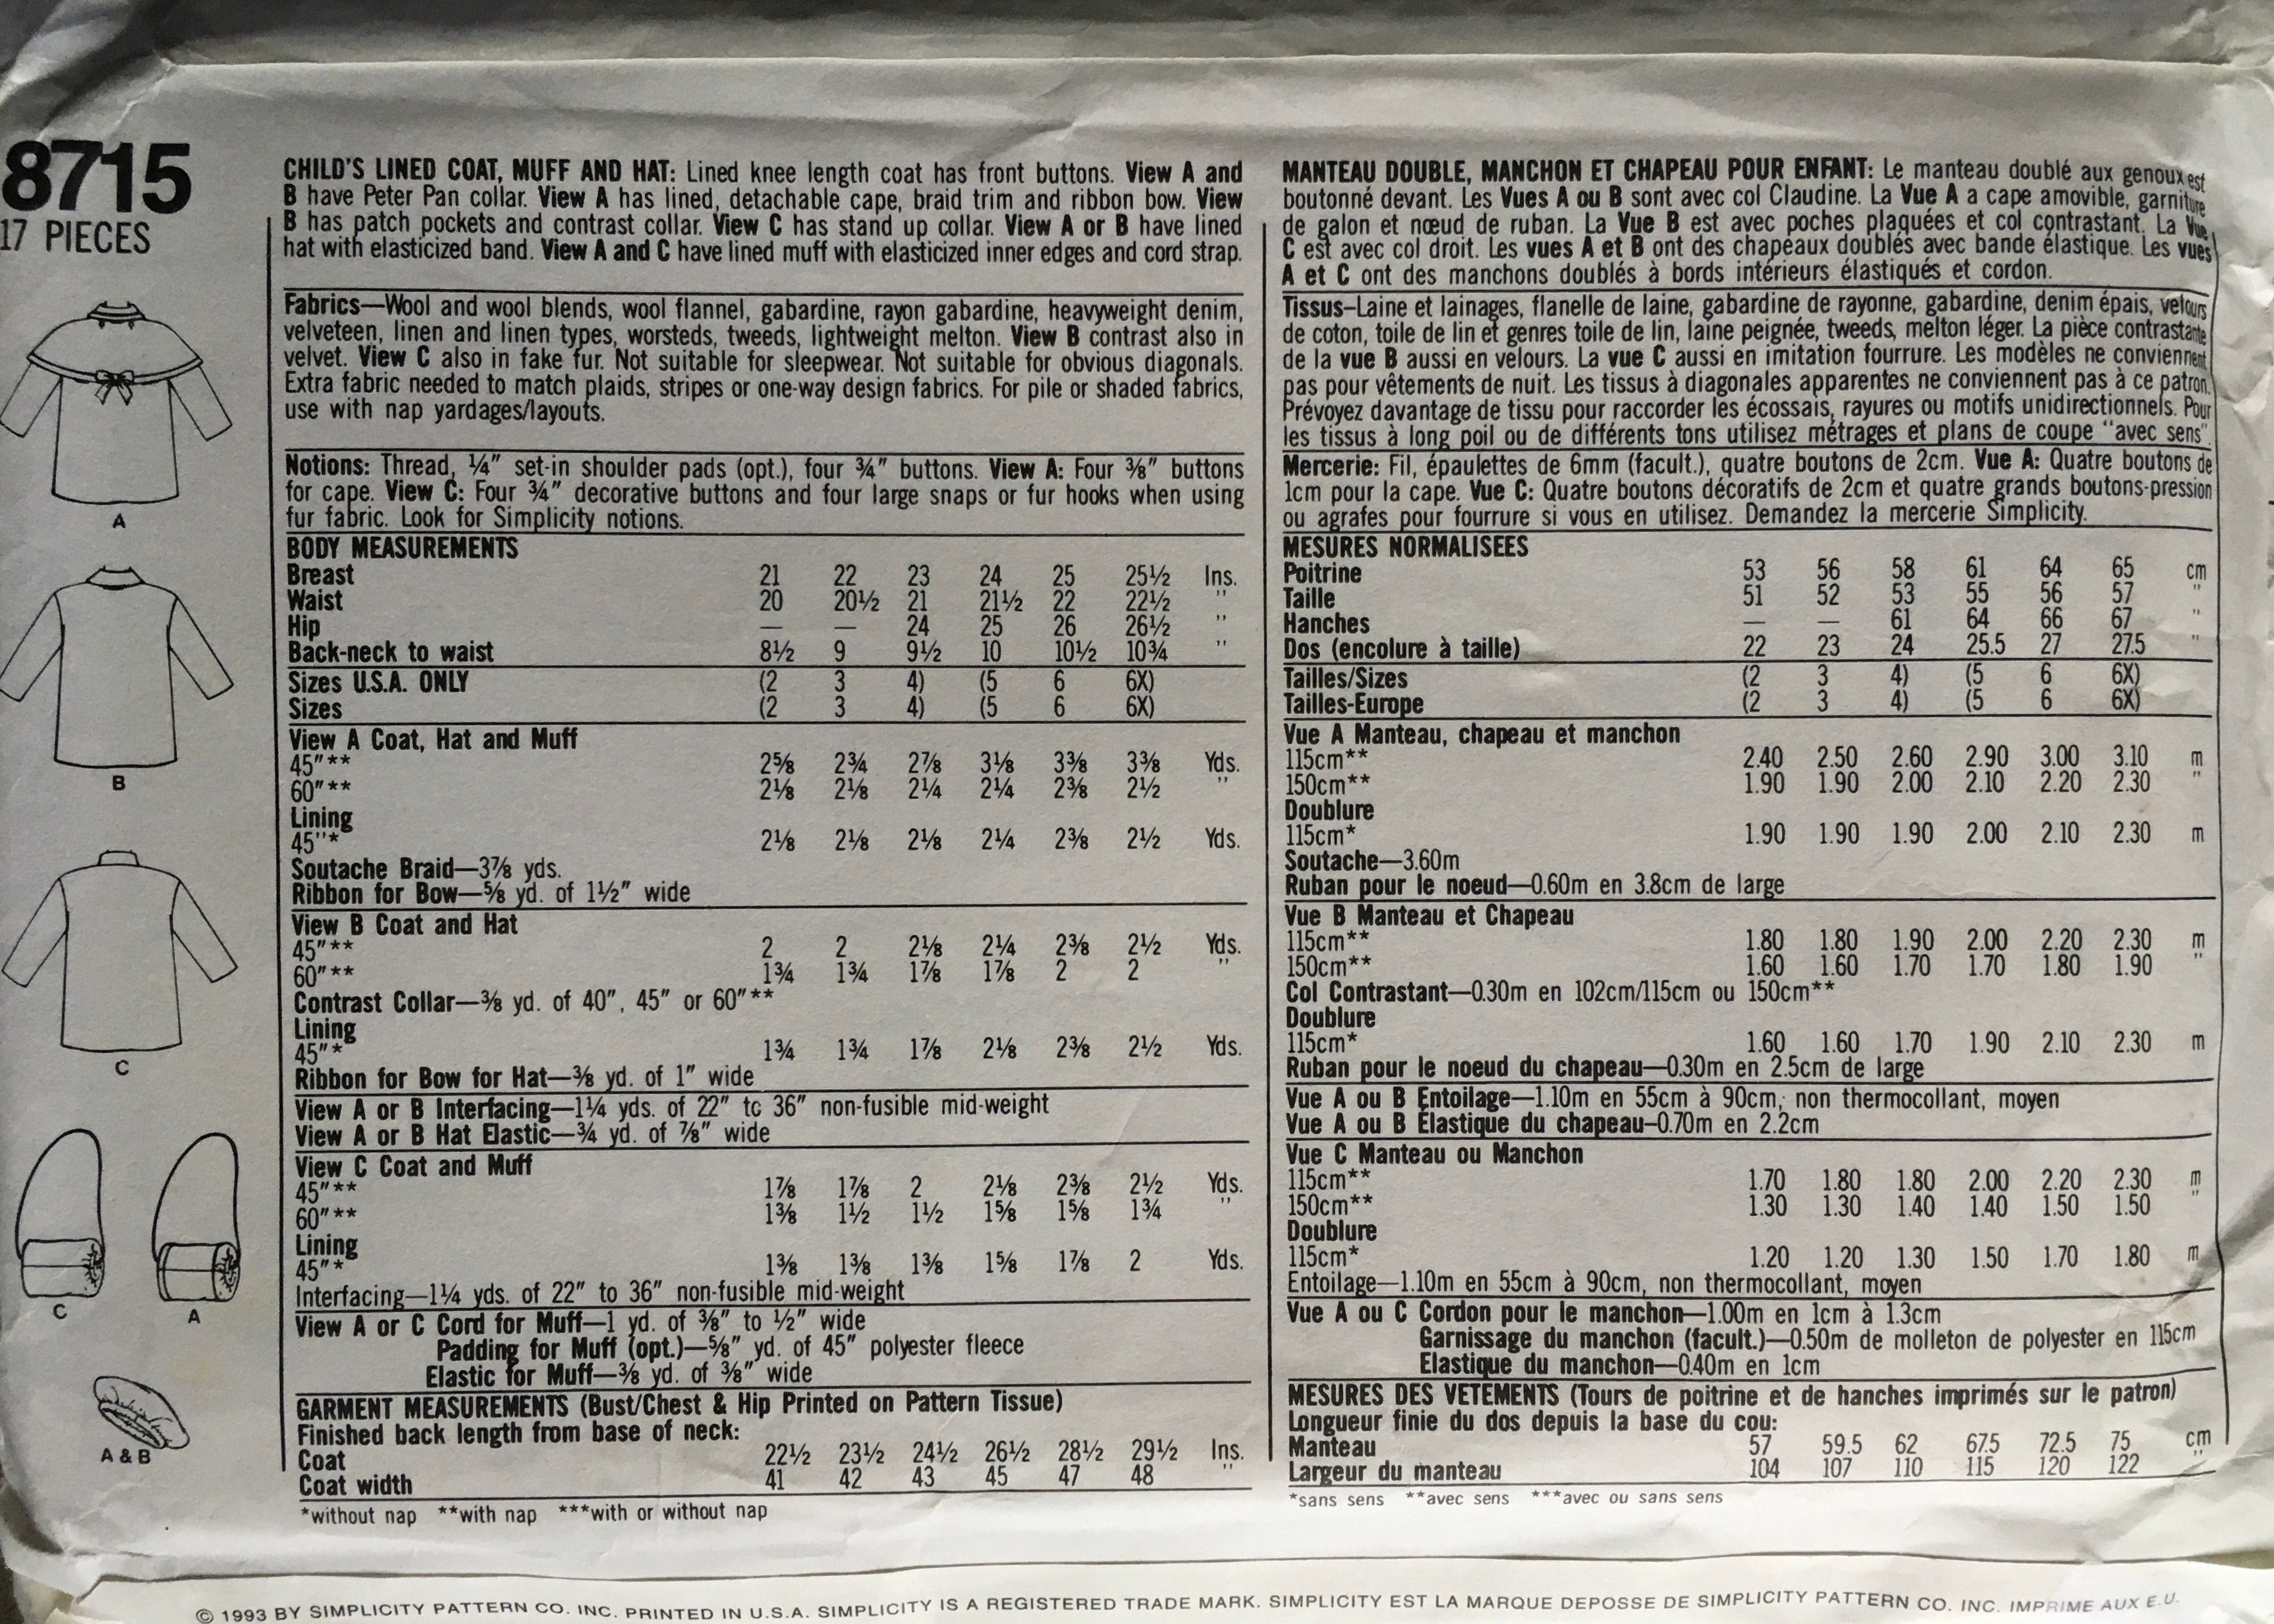 8715
17 PIECES
A
B
C
C
A
A & B
CHILD'S LINED COAT, MUFF AND HAT: Lined knee length coat has front buttons. View A and
B have Peter Pan collar. View A has lined, detachable cape, braid trim and ribbon bow. View
B has patch pockets and contrast collar. View C has stand up collar. View A or B have lined
hat with elasticized band. View A and C have lined muff with elasticized inner edges and cord strap.
Fabrics—Wool and wool blends, wool flannel, gabardine, rayon gabardine, heavyweight denim,
velveteen, linen and linen types, worsteds, tweeds, lightweight melton. View B contrast also in
velvet. View C also in fake fur. Not suitable for sleepwear. Not suitable for obvious diagonals.
Extra fabric needed to match plaids, stripes or one-way design fabrics. For pile or shaded fabrics,
use with nap yardages/layouts.
Notions: Thread, ¼" set-in shoulder pads (opt.), four ¾" buttons. View A: Four ⅜" buttons
for cape. View C: Four ¾" decorative buttons and four large snaps or fur hooks when using
fur fabric. Look for Simplicity notions.
BODY MEASUREMENTS
Breast 21 22 23 24 25 25½ Ins.
Waist 20 20½ 21 21½ 22 22½ "
Hip — — 24 25 26 26½ "
Back-neck to waist 8½ 9 9½ 10 10½ 10¾ "
Sizes U.S.A. ONLY (2 3 4) (5 6 6X)
Sizes (2 3 4) (5 6 6X)
View A Coat, Hat and Muff
45"** 2⅝ 2¾ 2⅞ 3⅛ 3⅜ 3⅜ Yds.
60"** 2⅛ 2⅛ 2¼ 2¼ 2⅜ 2½ "
Lining
45"* 2⅛ 2⅛ 2⅛ 2¼ 2⅜ 2½ Yds.
Soutache Braid—3⅞ yds.
Ribbon for Bow—⅝ yd. of 1½" wide
View B Coat and Hat
45"** 2 2 2⅛ 2¼ 2⅜ 2½ Yds.
60"** 1¾ 1¾ 1⅞ 1⅞ 2 2 "
Contrast Collar—⅜ yd. of 40", 45" or 60"**
Lining
45"* 1¾ 1¾ 1⅞ 2⅛ 2⅜ 2½ Yds.
Ribbon for Bow for Hat—⅜ yd. of 1" wide
View A or B Interfacing—1¼ yds. of 22" to 36" non-fusible mid-weight
View A or B Hat Elastic—¾ yd. of ⅞" wide
View C Coat and Muff
45"** 1⅞ 1⅞ 2 2⅛ 2⅜ 2½ Yds.
60"** 1⅜ 1½ 1½ 1⅝ 1⅝ 1¾ "
Lining
45"* 1⅜ 1⅜ 1⅜ 1⅝ 1⅞ 2 Yds.
Interfacing—1¼ yds. of 22" to 36" non-fusible mid-weight
View A or C Cord for Muff—1 yd. of ⅜" to ½" wide
Padding for Muff (opt.)—⅝" yd. of 45" polyester fleece
Elastic for Muff—⅜ yd. of ⅜" wide
GARMENT MEASUREMENTS (Bust/Chest & Hip Printed on Pattern Tissue)
Finished back length from base of neck:
Coat 22½ 23½ 24½ 26½ 28½ 29½ Ins.
Coat width 41 42 43 45 47 48 "
*without nap **with nap ***with or without nap
MANTEAU DOUBLE, MANCHON ET CHAPEAU POUR ENFANT: Le manteau doublé aux genoux est
boutonné devant. Les Vues A ou B sont avec col Claudine. La Vue A a cape amovible, garniture
de galon et nœud de ruban. La Vue B est avec poches plaquées et col contrastant. La Vue
C est avec col droit. Les vues A et B ont des chapeaux doublés avec bande élastique. Les vues
A et C ont des manchons doublés à bords intérieurs élastiqués et cordon.
Tissus–Laine et lainages, flanelle de laine, gabardine de rayonne, gabardine, denim épais, velours
de coton, toile de lin et genres toile de lin, laine peignée, tweeds, melton léger. La pièce contrastante
de la vue B aussi en velours. La vue C aussi en imitation fourrure. Les modèles ne conviennent
pas pour vêtements de nuit. Les tissus à diagonales apparentes ne conviennent pas à ce patron.
Prévoyez davantage de tissu pour raccorder les écossais, rayures ou motifs unidirectionnels. Pour
les tissus à long poil ou de différents tons utilisez métrages et plans de coupe "avec sens".
Mercerie: Fil, épaulettes de 6mm (facult.), quatre boutons de 2cm. Vue A: Quatre boutons de
1cm pour la cape. Vue C: Quatre boutons décoratifs de 2cm et quatre grands boutons-pression
ou agrafes pour fourrure si vous en utilisez. Demandez la mercerie Simplicity.
MESURES NORMALISEES
Poitrine 53 56 58 61 64 65 cm
Taille 51 52 53 55 56 57 "
Hanches — — 61 64 66 67 "
Dos (encolure à taille) 22 23 24 25.5 27 27.5 "
Tailles/Sizes (2 3 4) (5 6 6X)
Tailles-Europe (2 3 4) (5 6 6X)
Vue A Manteau, chapeau et manchon
115cm** 2.40 2.50 2.60 2.90 3.00 3.10 m
150cm** 1.90 1.90 2.00 2.10 2.20 2.30 "
Doublure
115cm* 1.90 1.90 1.90 2.00 2.10 2.30 m
Soutache—3.60m
Ruban pour le noeud—0.60m en 3.8cm de large
Vue B Manteau et Chapeau
115cm** 1.80 1.80 1.90 2.00 2.20 2.30 m
150cm** 1.60 1.60 1.70 1.70 1.80 1.90 "
Col Contrastant—0.30m en 102cm/115cm ou 150cm**
Doublure
115cm* 1.60 1.60 1.70 1.90 2.10 2.30 m
Ruban pour le noeud du chapeau—0.30m en 2.5cm de large
Vue A ou B Entoilage—1.10m en 55cm à 90cm, non thermocollant, moyen
Vue A ou B Élastique du chapeau–0.70m en 2.2cm
Vue C Manteau ou Manchon
115cm** 1.70 1.80 1.80 2.00 2.20 2.30 m
150cm** 1.30 1.30 1.40 1.40 1.50 1.50 "
Doublure
115cm* 1.20 1.20 1.30 1.50 1.70 1.80 m
Entoilage—1.10m en 55cm à 90cm, non thermocollant, moyen
Vue A ou C Cordon pour le manchon—1.00m en 1cm à 1.3cm
Garnissage du manchon (facult.)—0.50m de molleton de polyester en 115cm
Elastique du manchon—0.40m en 1cm
MESURES DES VETEMENTS (Tours de poitrine et de hanches imprimés sur le patron)
Longueur finie du dos depuis la base du cou:
Manteau 57 59.5 62 67.5 72.5 75 cm
Largeur du manteau 104 107 110 115 120 122 "
*sans sens **avec sens ***avec ou sans sens
© 1993 BY SIMPLICITY PATTERN CO. INC. PRINTED IN U.S.A. SIMPLICITY IS A REGISTERED TRADE MARK. SIMPLICITY EST LA MARQUE DEPOSSE DE SIMPLICITY PATTERN CO. INC. IMPRIME AUX E.U.